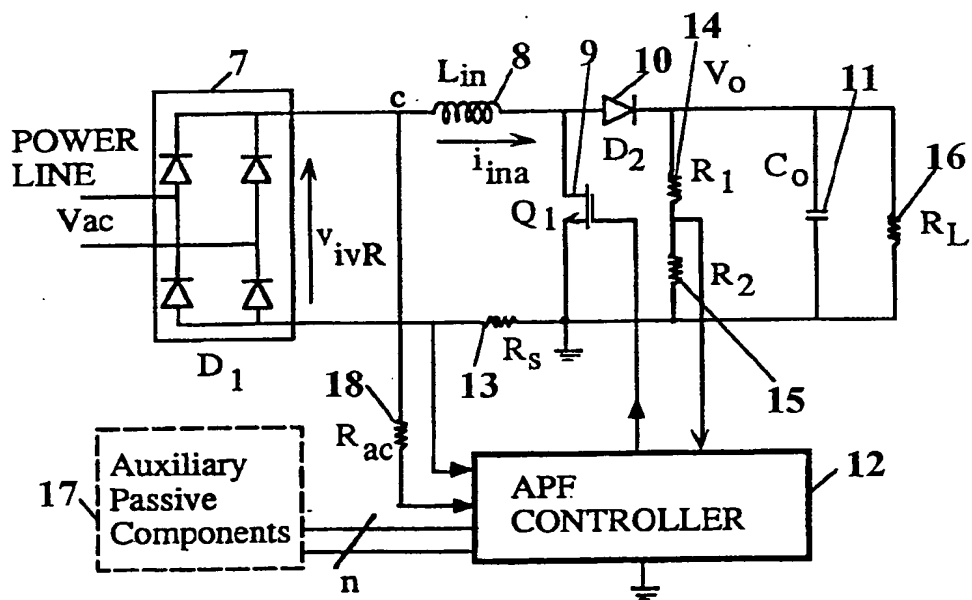 7
8
9
10
14
11
16
POWER
LINE
Vac
c
Lin
i ina
vivR
Q1
D2
Vo
R1
R2
Co
RL
D1
Rs
13
15
18
Rac
17
Auxiliary
Passive
Components
n
APF
CONTROLLER
12